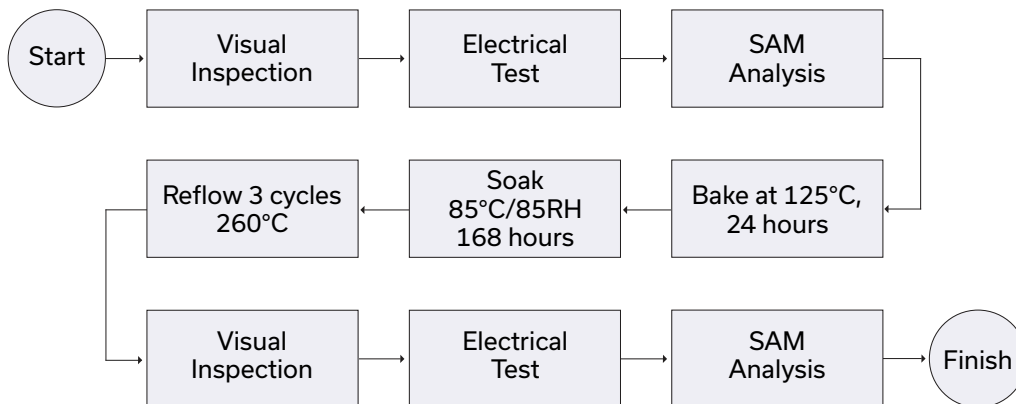 Start
Visual
Inspection
Electrical
Test
SAM
Analysis
Reflow 3 cycles
260°C
Soak
85°C/85RH
168 hours
Bake at 125°C,
24 hours
Visual
Inspection
Electrical
Test
SAM
Analysis
Finish